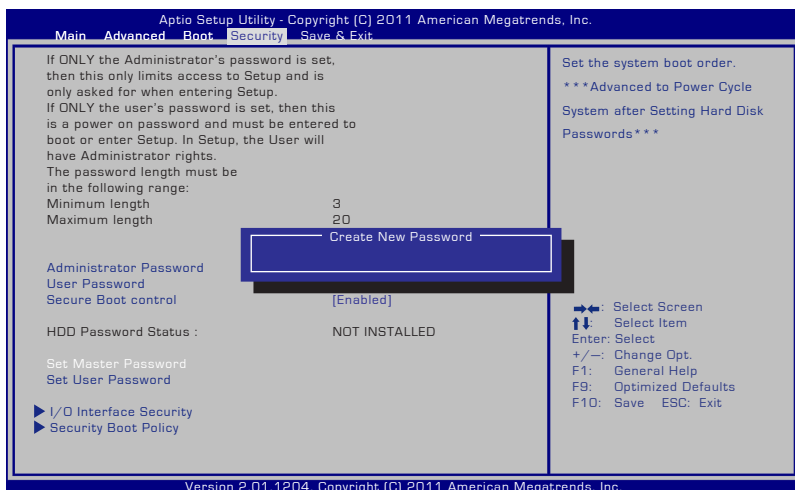 Aptio Setup Utility - Copyright (C) 2011 American Megatrends, Inc.
Main Advanced Boot Security Save & Exit
If ONLY the Administrator's password is set,
then this only limits access to Setup and is
only asked for when entering Setup.
If ONLY the user's password is set, then this
is a power on password and must be entered to
boot or enter Setup. In Setup, the User will
have Administrator rights.
The password length must be
in the following range:
Minimum length 3
Maximum length 20
Create New Password
Administrator Password
User Password
Secure Boot control [Enabled]
HDD Password Status : NOT INSTALLED
Set Master Password
Set User Password
I/O Interface Security
Security Boot Policy
Set the system boot order.
***Advanced to Power Cycle
System after Setting Hard Disk
Passwords***
→←: Select Screen
↑↓: Select Item
Enter: Select
+/—: Change Opt.
F1: General Help
F9: Optimized Defaults
F10: Save ESC: Exit
Version 2.01.1204. Copyright (C) 2011 American Megatrends, Inc.